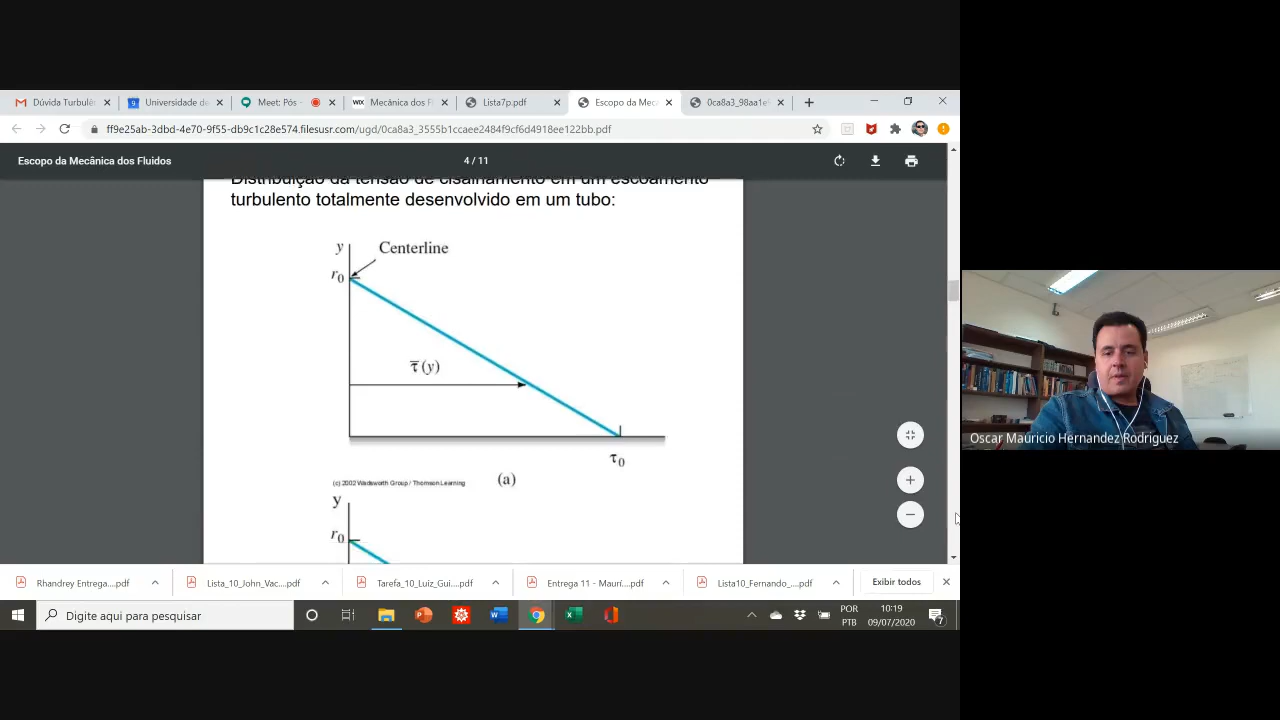 Dúvida Turbulê
Universidade de
Meet: Pós -
WIX Mecânica dos F
Lista7p.pdf
Escopo da Mec
0ca8a3_98aa1e
ff9e25ab-3dbd-4e70-9f55-d69c1c28e574.filesusr.com/ugd/0ca8a3_3555b1ccaee2484f9cf6d4918ee122bb.pdf
Escopo da Mecânica dos Fluidos
4 / 11
Distribuição da tensão de cisalhamento em um escoamento
turbulento totalmente desenvolvido em um tubo:
y
Centerline
r0
τ̅ (y)
τ0
(c) 2002 Wadsworth Group / Thomson Learning
(a)
y
r0
Oscar Mauricio Hernandez Rodriguez
Rhandrey Entrega....pdf
Lista_10_John_Vac....pdf
Tarefa_10_Luiz_Gui....pdf
Entrega 11 - Maurí....pdf
Lista10_Fernando_....pdf
Exibir todos
Digite aqui para pesquisar
POR
PTB
10:19
09/07/2020
7